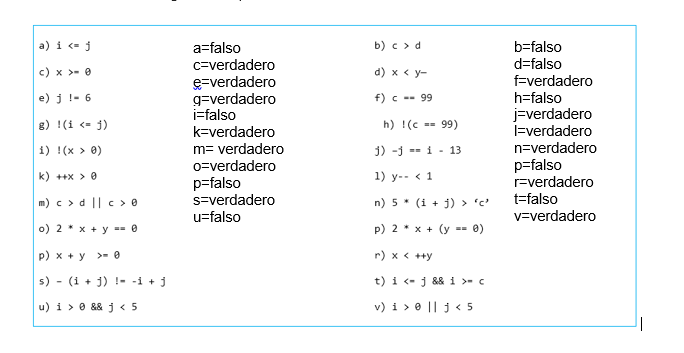 a) i <= j
c) x >= 0
e) j != 6
g) !(i <= j)
i) !(x > 0)
k) ++x > 0
m) c > d || c > 0
o) 2 * x + y == 0
p) x + y  >= 0
s) - (i + j) != -i + j
u) i > 0 && j < 5
a=falso
c=verdadero
e=verdadero
g=verdadero
i=falso
k=verdadero
m= verdadero
o=verdadero
p=falso
s=verdadero
u=falso
b) c > d
d) x < y–
f) c == 99
h) !(c == 99)
j) -j == i - 13
l) y-- < 1
n) 5 * (i + j) > ‘c’
p) 2 * x + (y == 0)
r) x < ++y
t) i <= j && i >= c
v) i > 0 || j < 5
b=falso
d=falso
f=verdadero
h=falso
j=verdadero
l=verdadero
n=verdadero
p=falso
r=verdadero
t=falso
v=verdadero